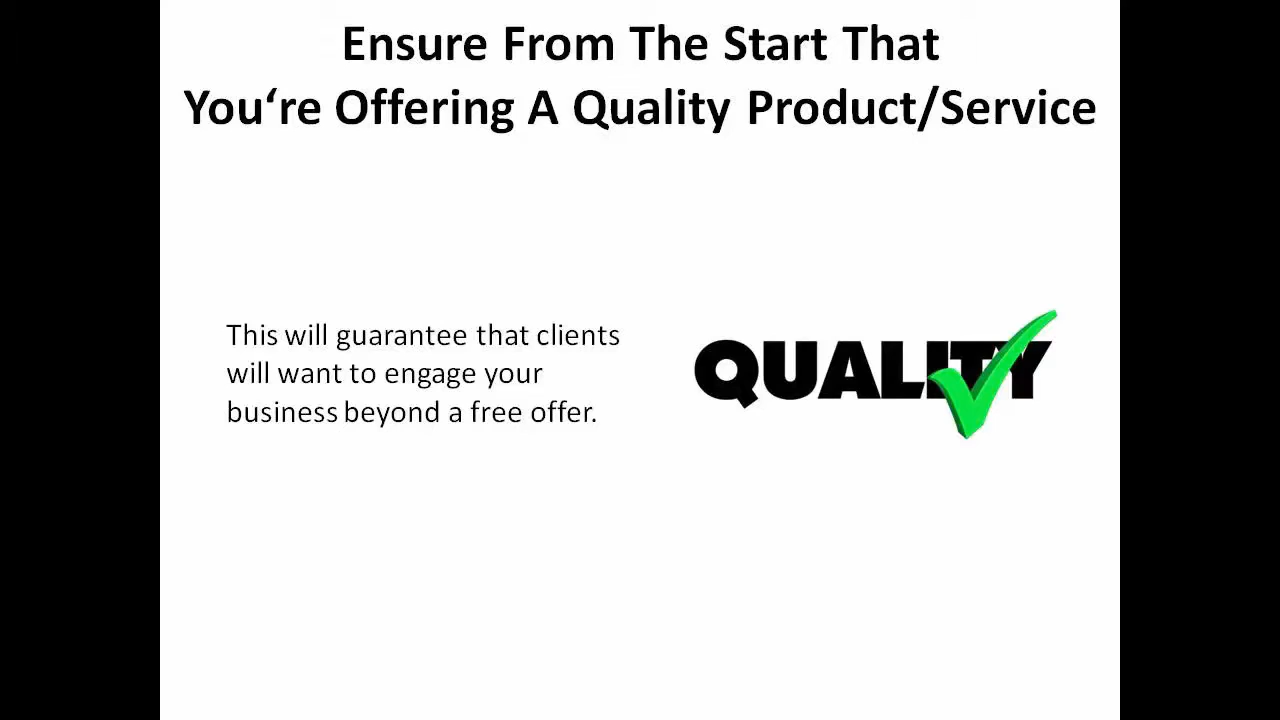 Ensure From The Start That
You‘re Offering A Quality Product/Service
This will guarantee that clients
will want to engage your
business beyond a free offer.
QUALITY